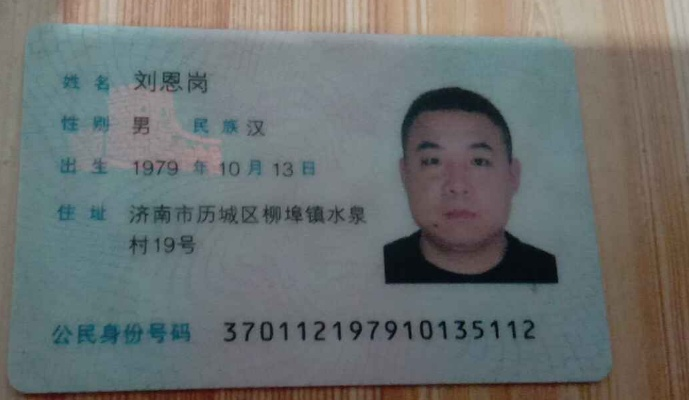 姓名 刘恩岗
性别 男 民族 汉
出生 1979 年 10 月 13 日
住址 济南市历城区柳埠镇水泉
村19号
公民身份号码 370112197910135112